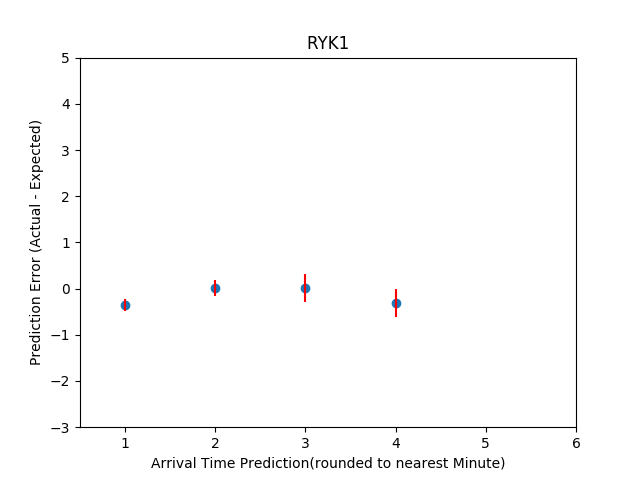 RYK1
Prediction Error (Actual - Expected)
5
4
3
2
1
0
−1
−2
−3
1 2 3 4 5 6
Arrival Time Prediction(rounded to nearest Minute)